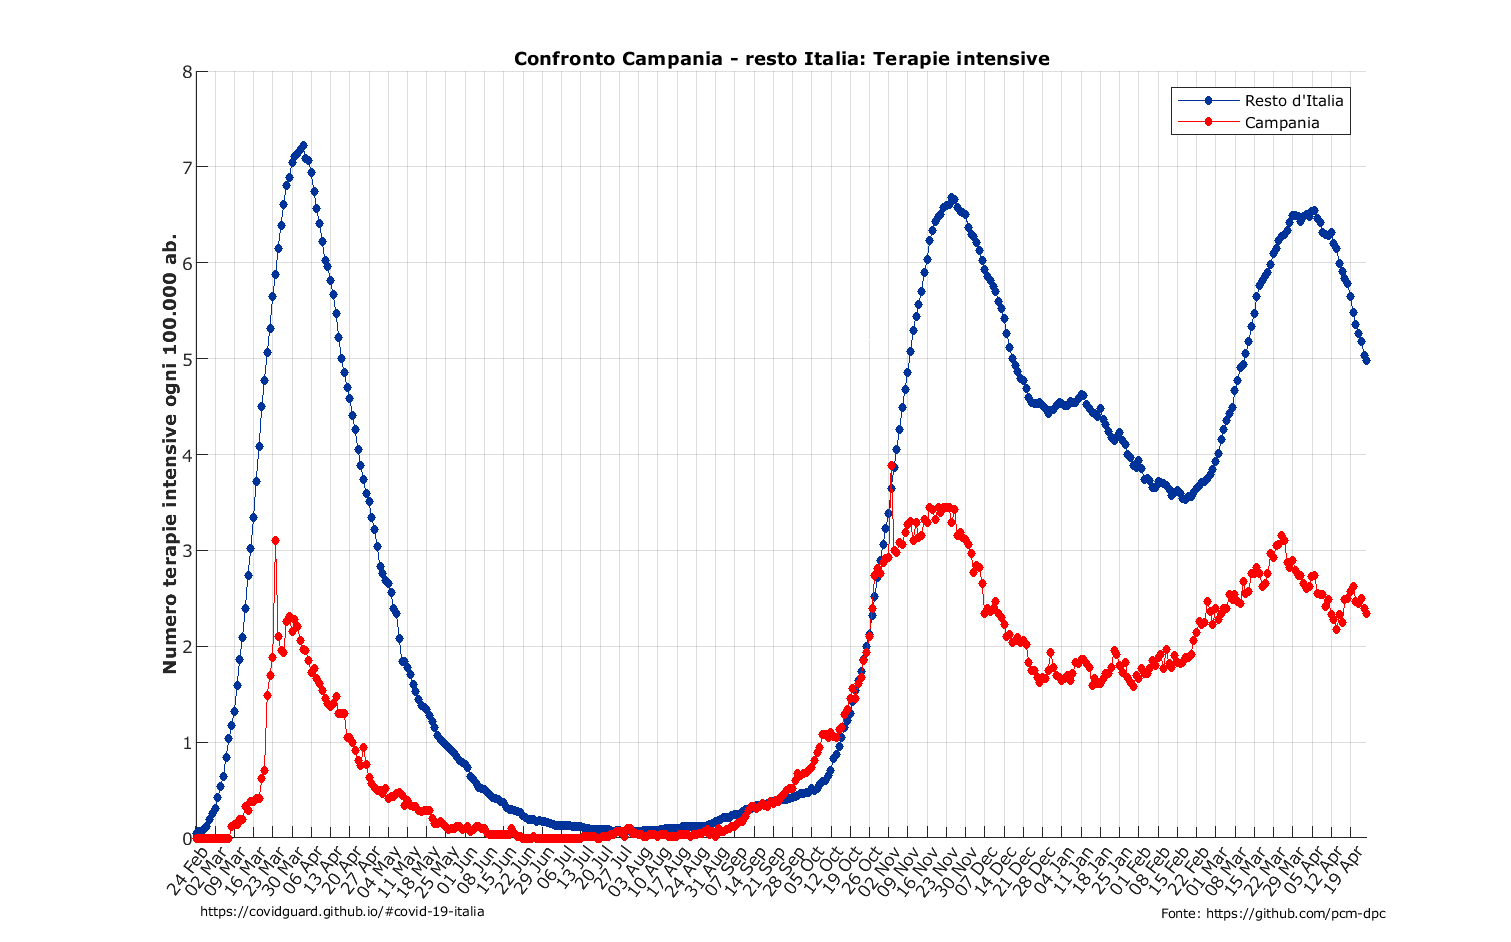 Confronto Campania - resto Italia: Terapie intensive
Resto d'Italia
Campania
Numero terapie intensive ogni 100.000 ab.
8
7
6
5
4
3
2
1
0
24 Feb
02 Mar
09 Mar
16 Mar
23 Mar
30 Mar
06 Apr
13 Apr
20 Apr
27 Apr
04 May
11 May
18 May
25 May
01 Jun
08 Jun
15 Jun
22 Jun
29 Jun
06 Jul
13 Jul
20 Jul
27 Jul
03 Aug
10 Aug
17 Aug
24 Aug
31 Aug
07 Sep
14 Sep
21 Sep
28 Sep
05 Oct
12 Oct
19 Oct
26 Oct
02 Nov
09 Nov
16 Nov
23 Nov
30 Nov
07 Dec
14 Dec
21 Dec
28 Dec
04 Jan
11 Jan
18 Jan
25 Jan
01 Feb
08 Feb
15 Feb
22 Feb
01 Mar
08 Mar
15 Mar
22 Mar
29 Mar
05 Apr
12 Apr
19 Apr
https://covidguard.github.io/#covid-19-italia
Fonte: https://github.com/pcm-dpc